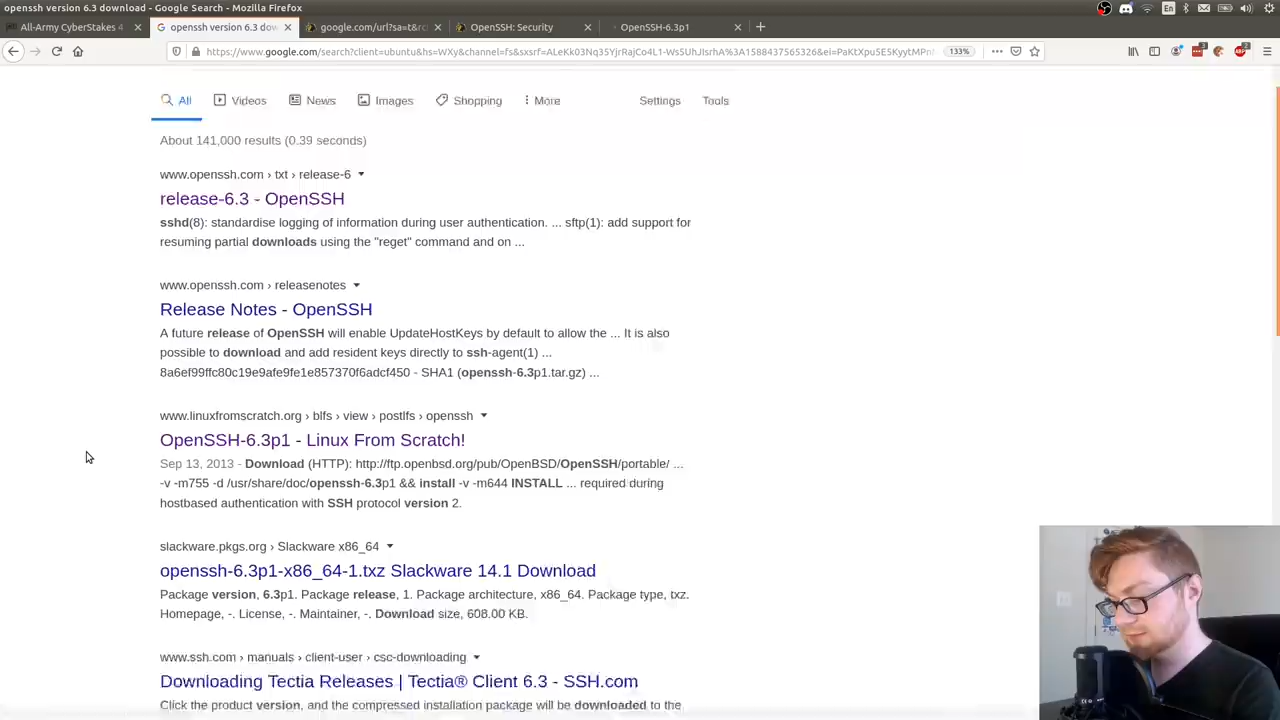 openssh version 6.3 download - Google Search - Mozilla Firefox
En
All-Army CyberStakes 4
openssh version 6.3 dow
google.com/url?sa=t&rc
OpenSSH: Security
OpenSSH-6.3p1
133%
All
Videos
News
Images
Shopping
More
Settings
Tools
About 141,000 results (0.39 seconds)
www.openssh.com › txt › release-6
release-6.3 - OpenSSH
sshd(8): standardise logging of information during user authentication. ... sftp(1): add support for
resuming partial downloads using the "reget" command and on ...
www.openssh.com › releasenotes
Release Notes - OpenSSH
A future release of OpenSSH will enable UpdateHostKeys by default to allow the ... It is also
possible to download and add resident keys directly to ssh-agent(1) ...
8a6ef99ffc80c19e9afe9fe1e857370f6adcf450 - SHA1 (openssh-6.3p1.tar.gz) ...
www.linuxfromscratch.org › blfs › view › postlfs › openssh
OpenSSH-6.3p1 - Linux From Scratch!
Sep 13, 2013 - Download (HTTP): http://ftp.openbsd.org/pub/OpenBSD/OpenSSH/portable/ ...
-v -m755 -d /usr/share/doc/openssh-6.3p1 && install -v -m644 INSTALL ... required during
hostbased authentication with SSH protocol version 2.
slackware.pkgs.org › Slackware x86_64
openssh-6.3p1-x86_64-1.txz Slackware 14.1 Download
Package version, 6.3p1. Package release, 1. Package architecture, x86_64. Package type, txz.
Homepage, -. License, -. Maintainer, -. Download size, 608.00 KB.
www.ssh.com › manuals › client-user › csc-downloading
Downloading Tectia Releases | Tectia® Client 6.3 - SSH.com
Click the product version, and the compressed installation package will be downloaded to the